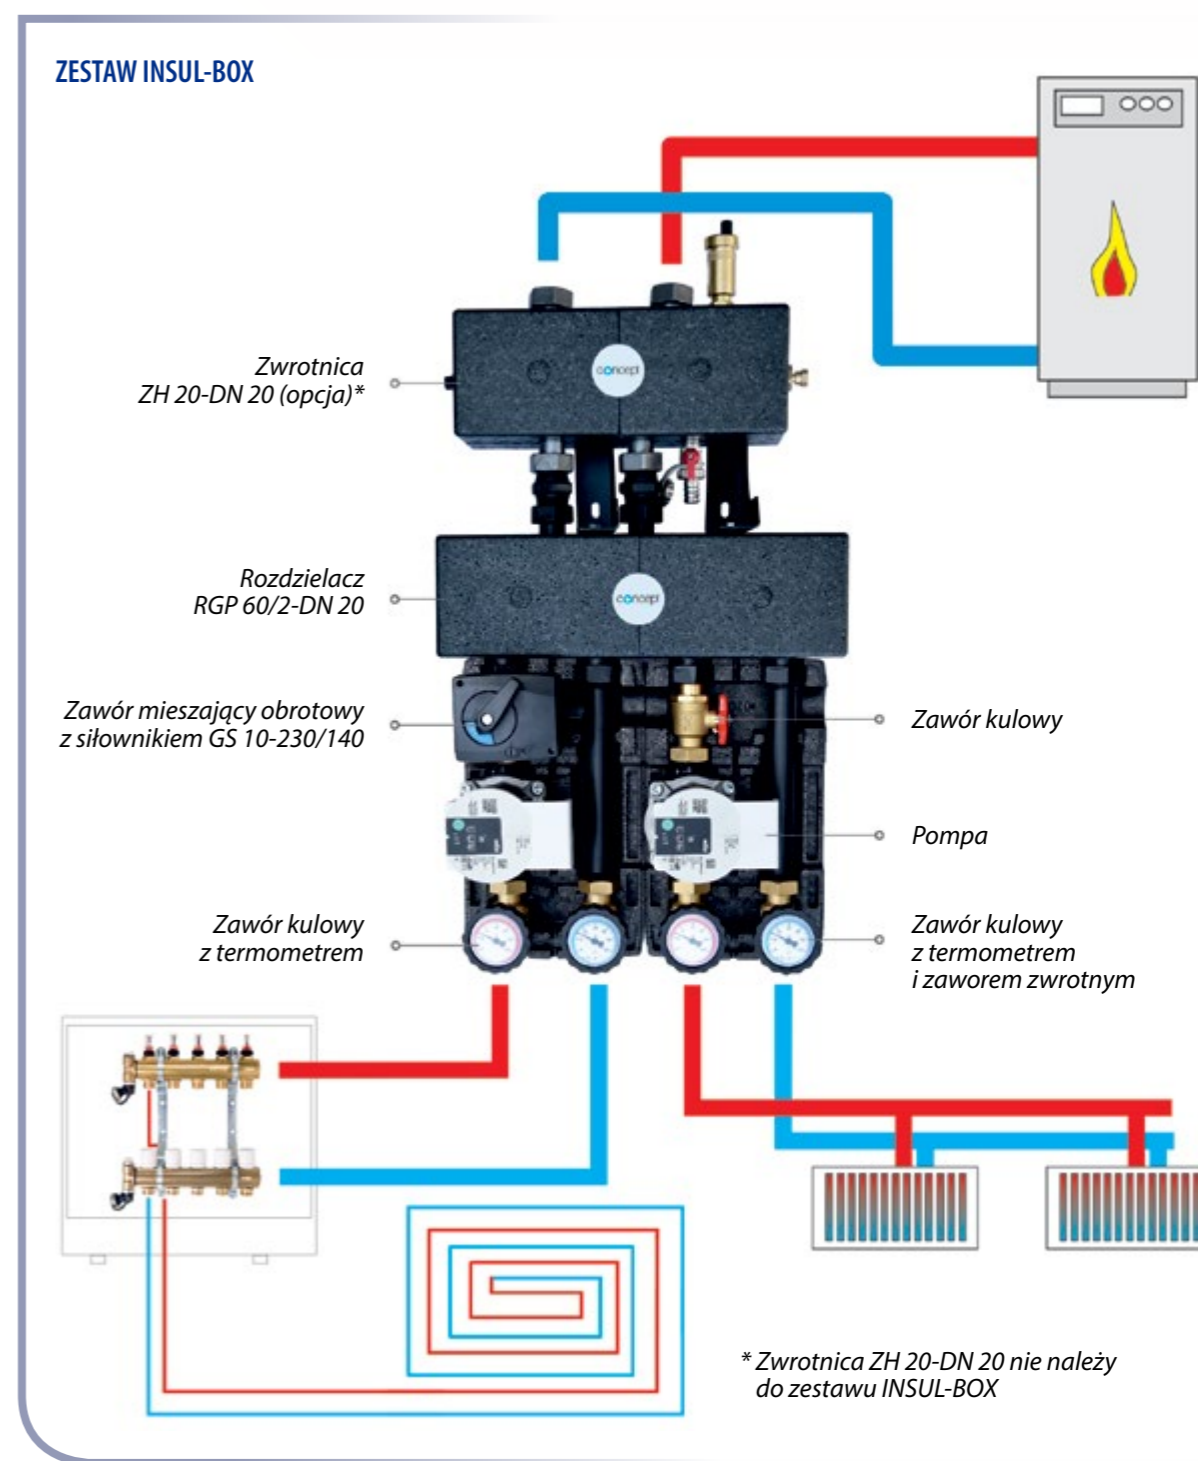 ZESTAW INSUL-BOX
concept
Zwrotnica
ZH 20-DN 20 (opcja)*
concept
Rozdzielacz
RGP 60/2-DN 20
Zawór mieszający obrotowy
z siłownikiem GS 10-230/140
Zawór kulowy
Pompa
Zawór kulowy
z termometrem
Zawór kulowy
z termometrem
i zaworem zwrotnym
* Zwrotnica ZH 20-DN 20 nie należy
do zestawu INSUL-BOX